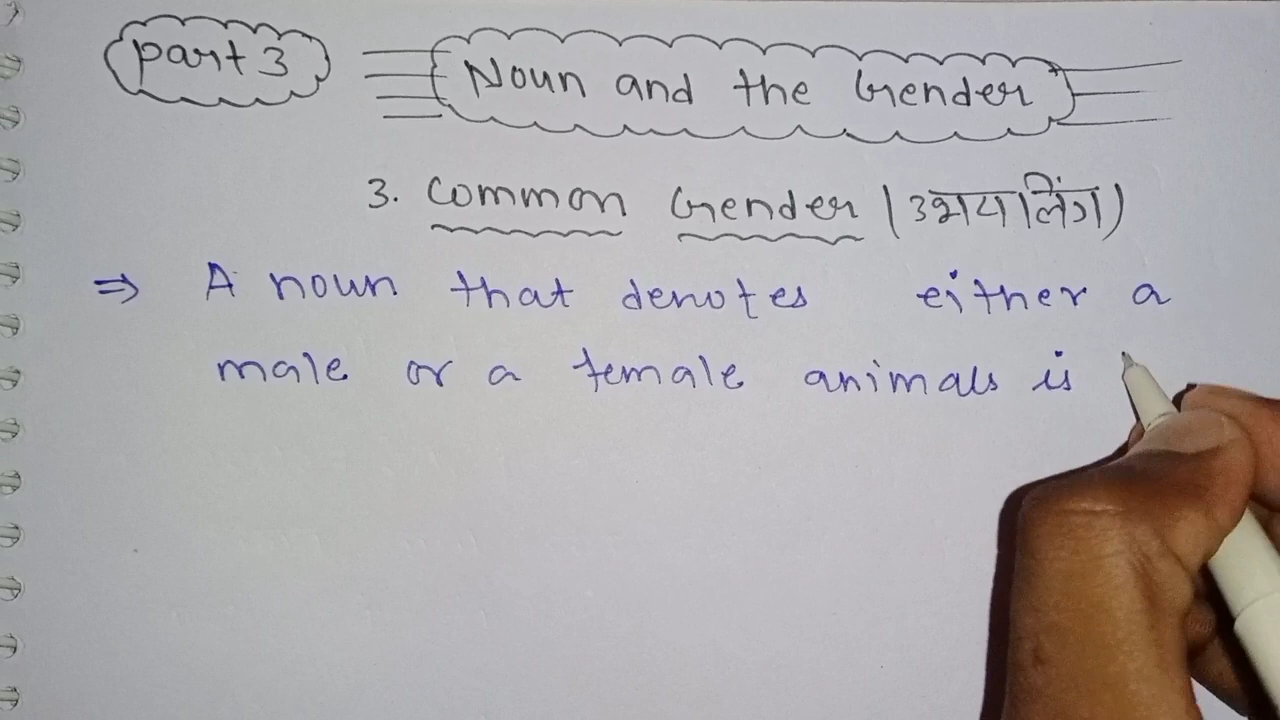 part 3
Noun and the Gender
3. Common Gender (उभयलिंग)
⇒ A noun that denotes either a
male or a female animals is